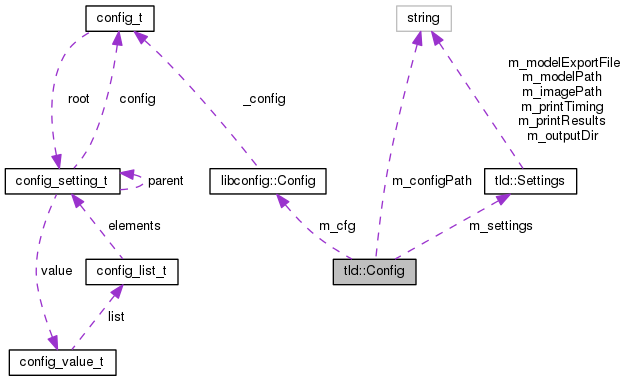 config_t
string
m_modelExportFile
m_modelPath
m_imagePath
m_printTiming
m_printResults
m_outputDir
root
config
_config
config_setting_t
parent
libconfig::Config
m_configPath
tld::Settings
elements
m_cfg
m_settings
value
config_list_t
tld::Config
list
config_value_t